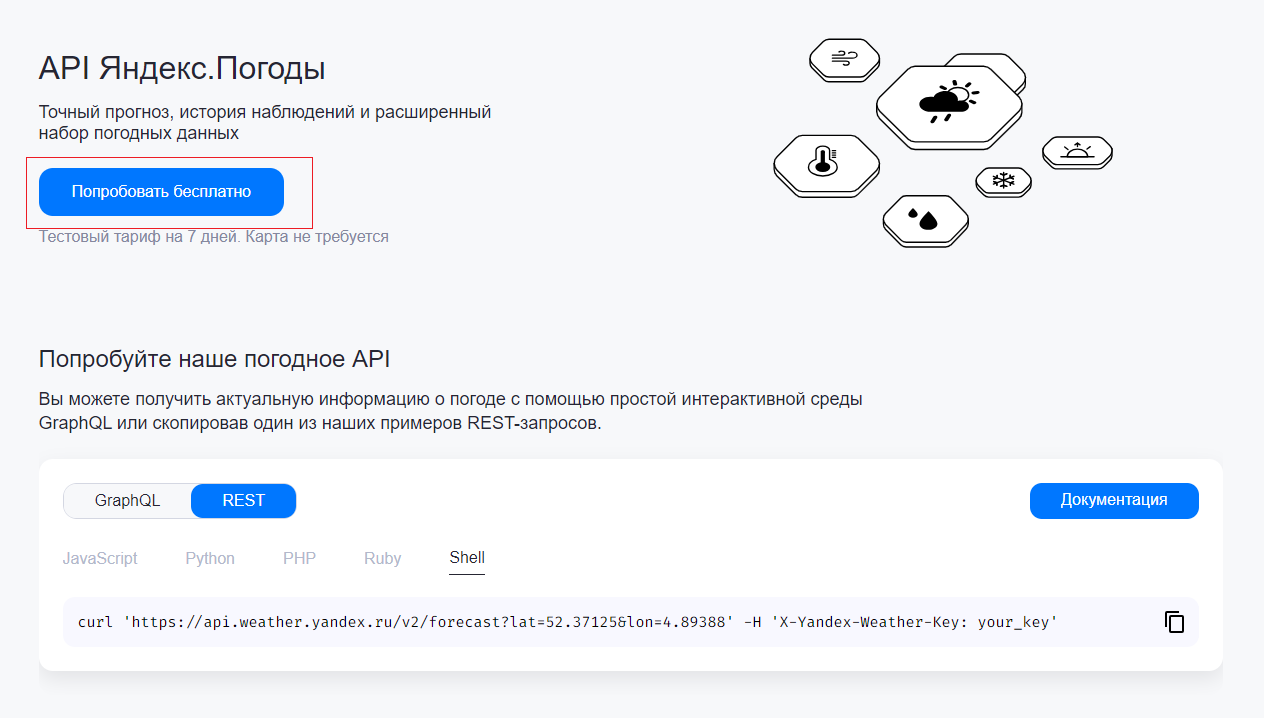 API Яндекс.Погоды
Точный прогноз, история наблюдений и расширенный
набор погодных данных
Попробовать бесплатно
Тестовый тариф на 7 дней. Карта не требуется
Попробуйте наше погодное API
Вы можете получить актуальную информацию о погоде с помощью простой интерактивной среды
GraphQL или скопировав один из наших примеров REST-запросов.
GraphQL REST Документация
JavaScript Python PHP Ruby Shell
curl 'https://api.weather.yandex.ru/v2/forecast?lat=52.37125&lon=4.89388' -H 'X-Yandex-Weather-Key: your_key'